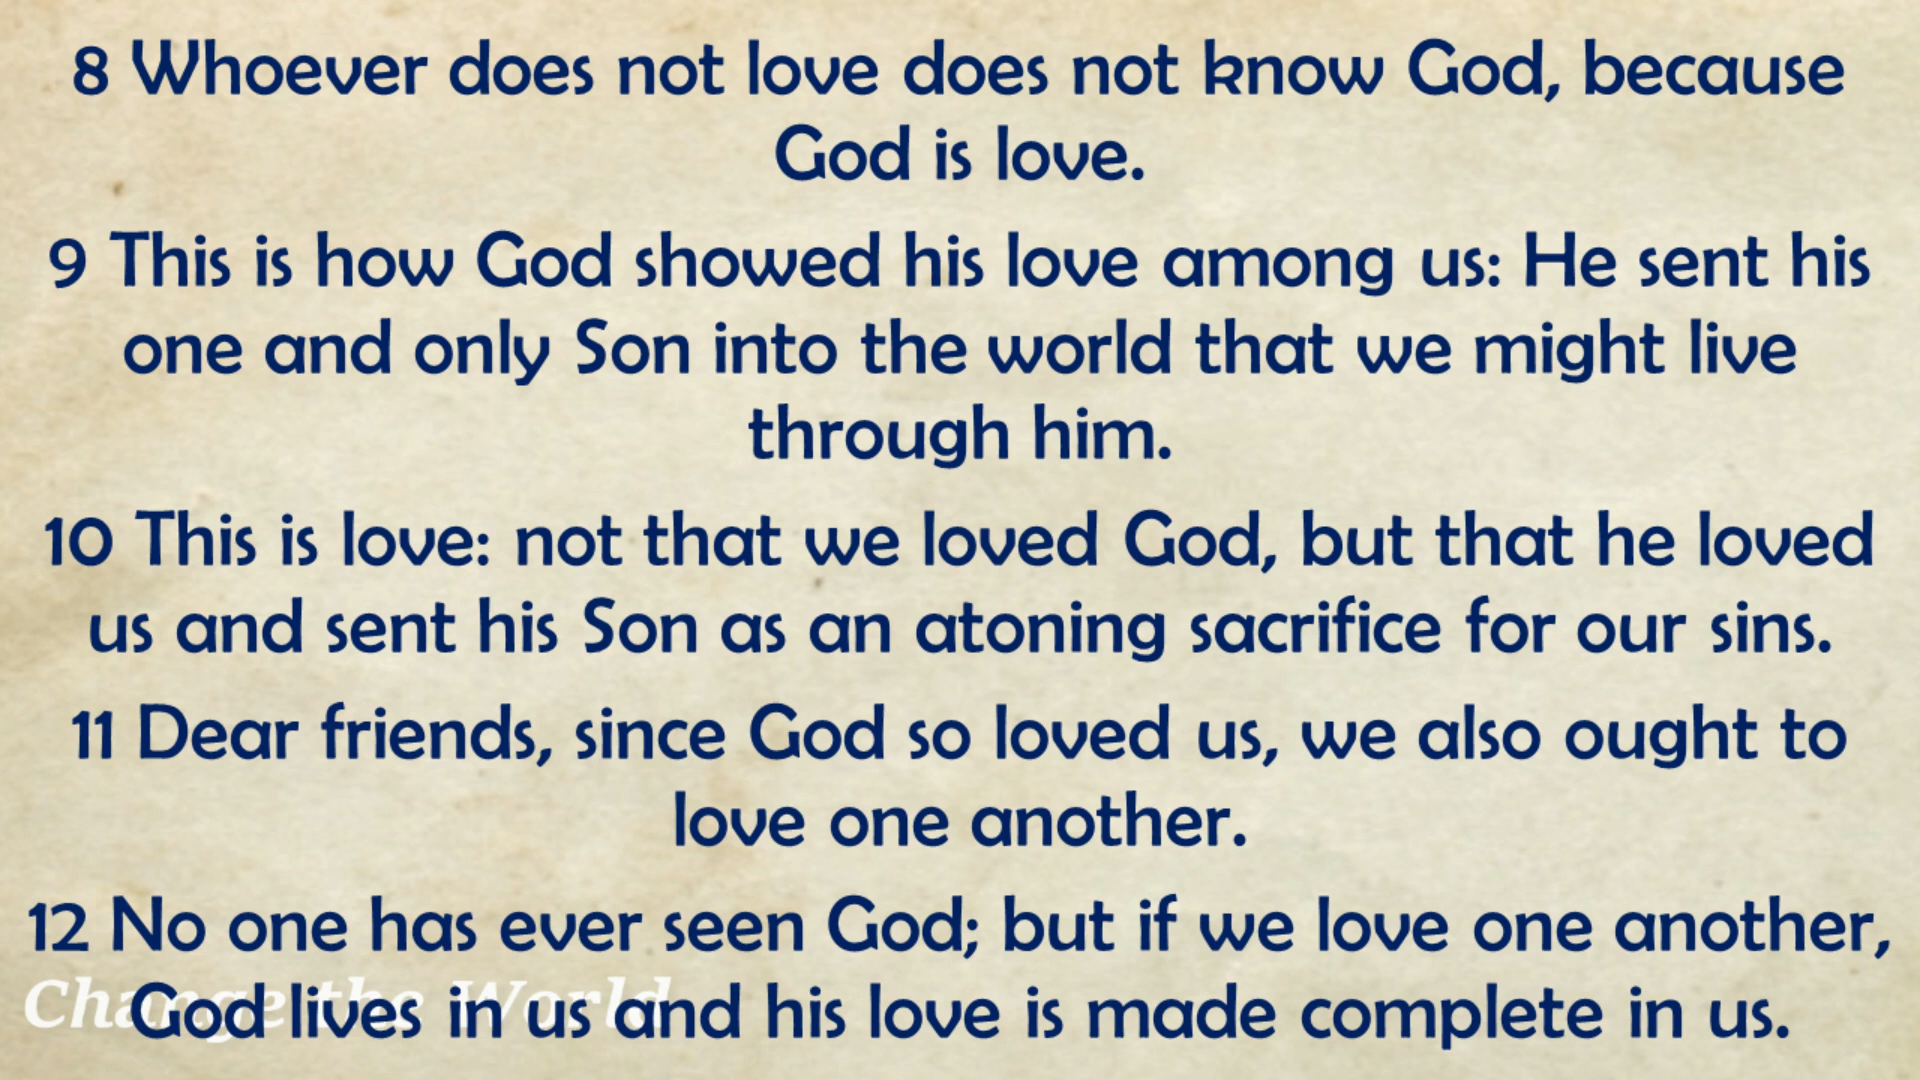 8 Whoever does not love does not know God, because
God is love.
9 This is how God showed his love among us: He sent his
one and only Son into the world that we might live
through him.
10 This is love: not that we loved God, but that he loved
us and sent his Son as an atoning sacrifice for our sins.
11 Dear friends, since God so loved us, we also ought to
love one another.
12 No one has ever seen God; but if we love one another,
God lives in us and his love is made complete in us.
Change the World